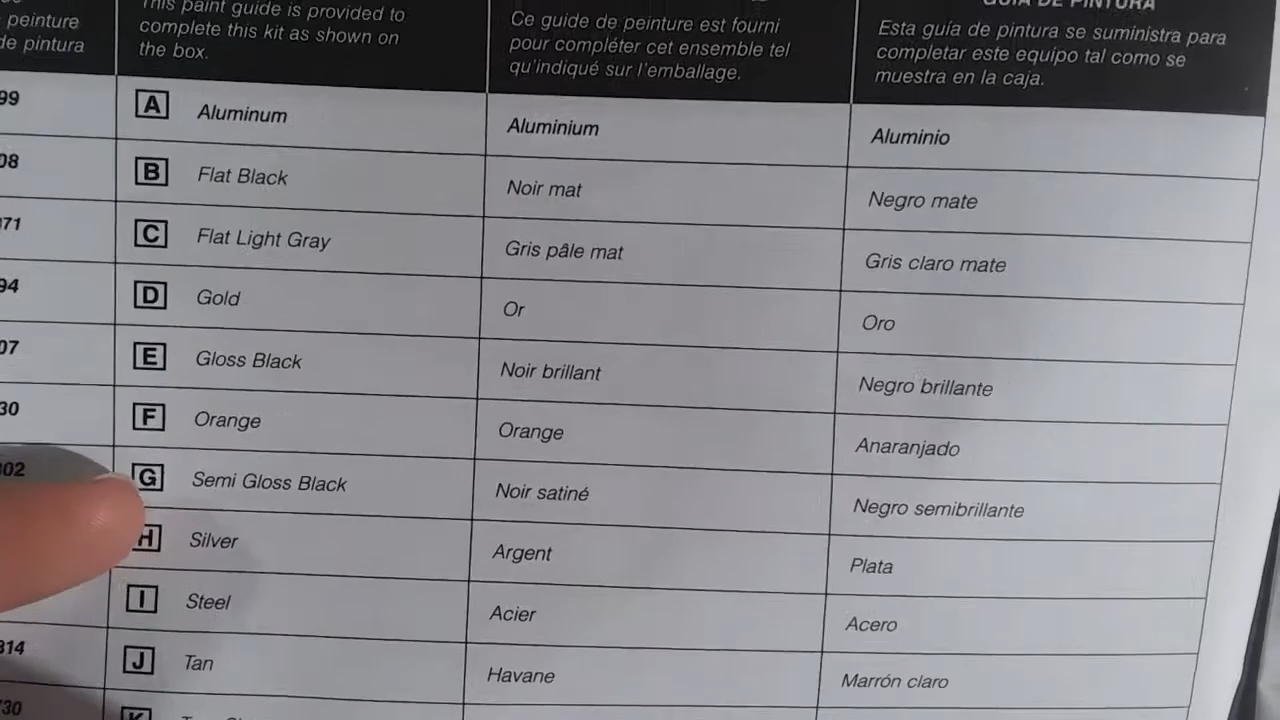 peinture
de pintura
This paint guide is provided to
complete this kit as shown on
the box.
Ce guide de peinture est fourni
pour compléter cet ensemble tel
qu'indiqué sur l'emballage.
GUÍA DE PINTURA
Esta guía de pintura se suministra para
completar este equipo tal como se
muestra en la caja.
99 A Aluminum Aluminium Aluminio
08 B Flat Black Noir mat Negro mate
71 C Flat Light Gray Gris pâle mat Gris claro mate
94 D Gold Or Oro
07 E Gloss Black Noir brillant Negro brillante
30 F Orange Orange Anaranjado
02 G Semi Gloss Black Noir satiné Negro semibrillante
H Silver Argent Plata
I Steel Acier Acero
314 J Tan Havane Marrón claro
730 K